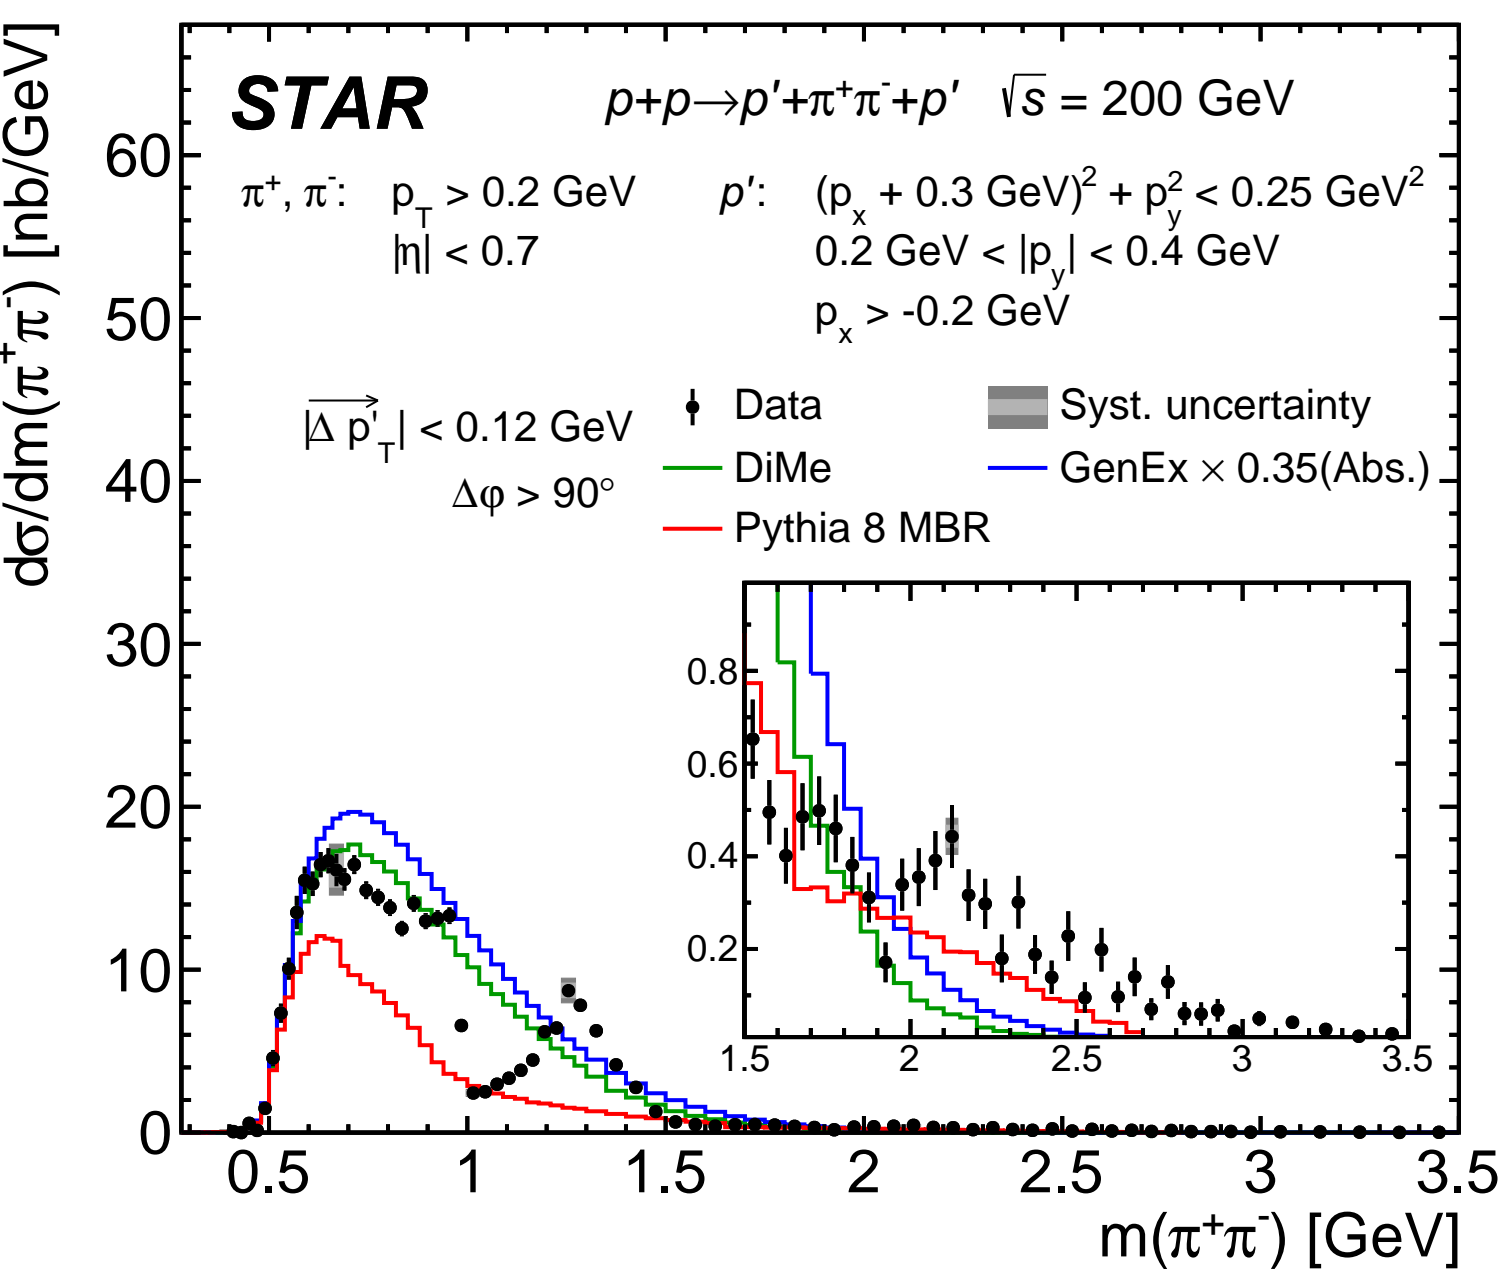 dσ/dm(π⁺π⁻) [nb/GeV]
STAR
p+p→p′+π⁺π⁻+p′ √s = 200 GeV
π⁺, π⁻: p_T > 0.2 GeV p′: (p_x + 0.3 GeV)² + p_y² < 0.25 GeV²
|η| < 0.7 0.2 GeV < |p_y| < 0.4 GeV
p_x > -0.2 GeV
|Δp⃗'_T| < 0.12 GeV
Δφ > 90°
Data Syst. uncertainty
DiMe GenEx × 0.35(Abs.)
Pythia 8 MBR
60
50
40
30
20
10
0
0.8
0.6
0.4
0.2
1.5 2 2.5 3 3.5
0.5 1 1.5 2 2.5 3 3.5
m(π⁺π⁻) [GeV]